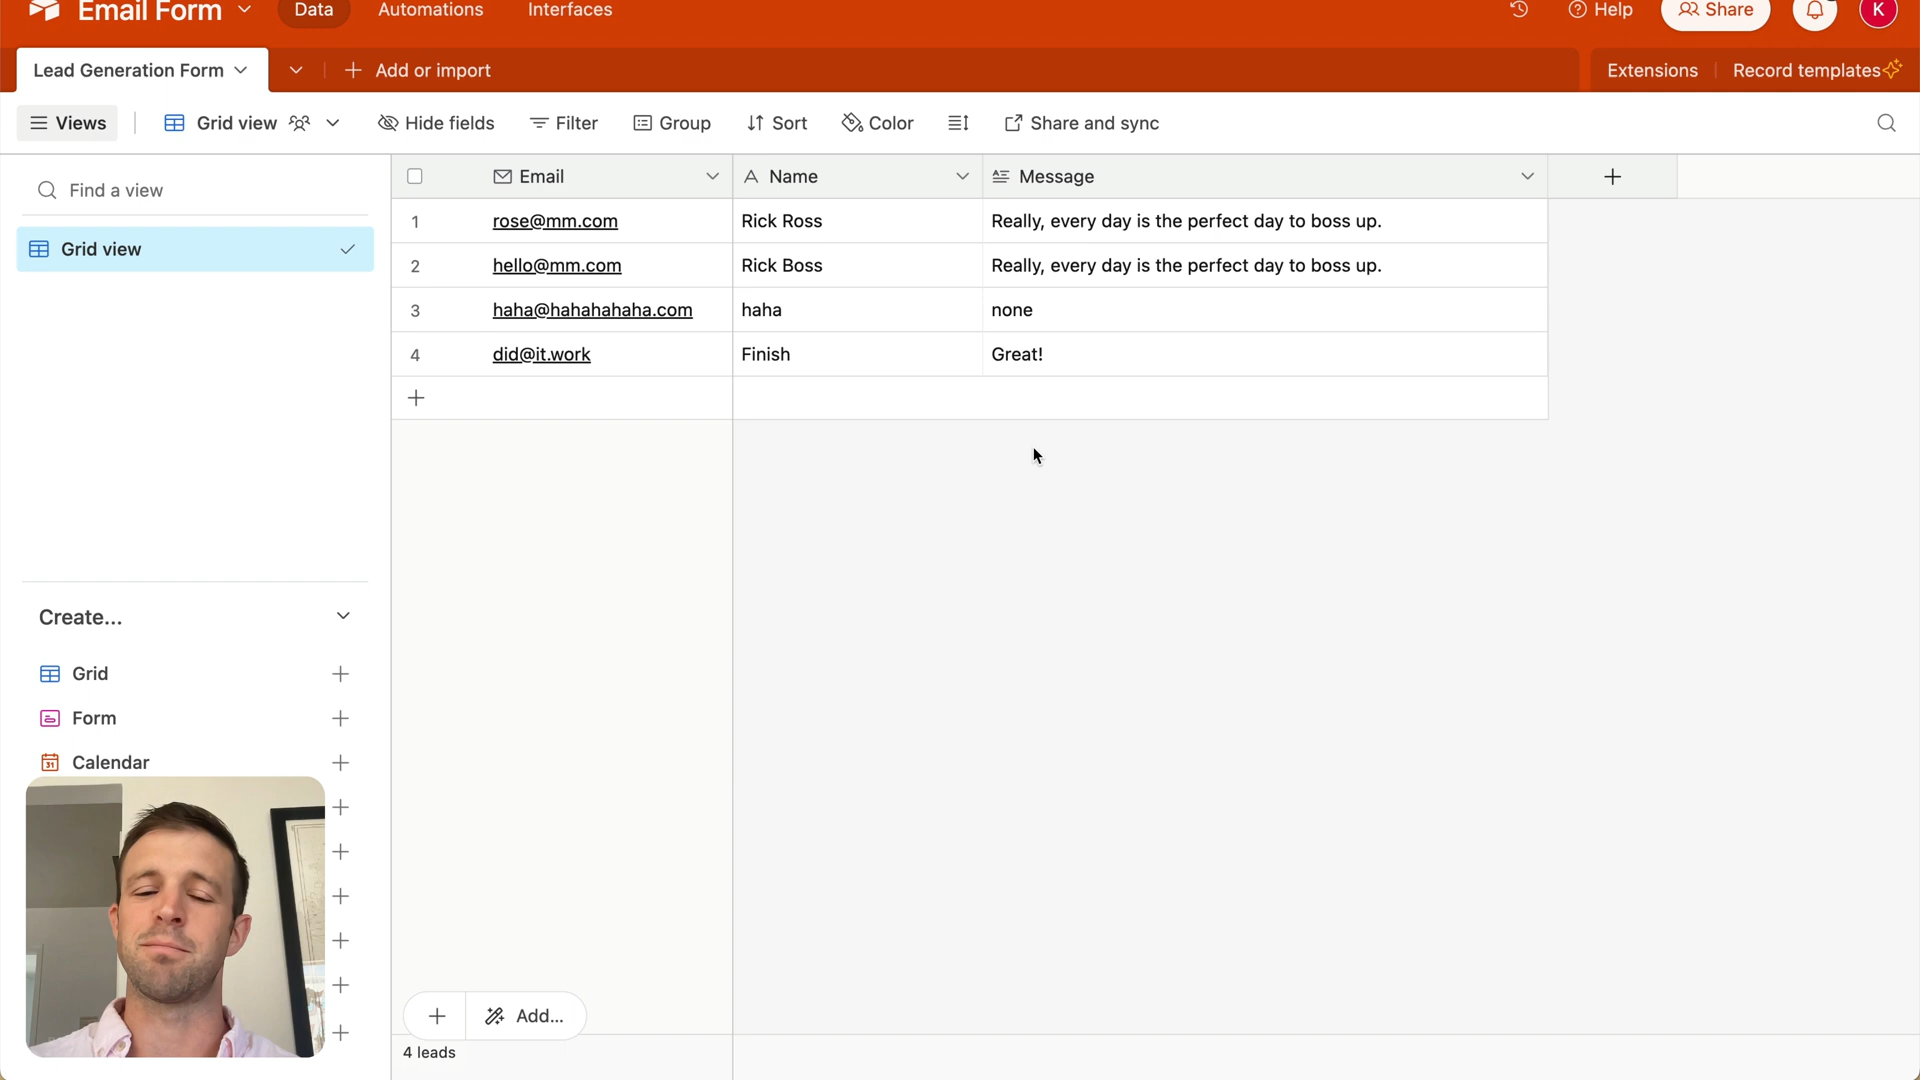 Email Form
Data
Automations
Interfaces
Help
Share
K
Lead Generation Form
Add or import
Extensions
Record templates
Views
Grid view
Hide fields
Filter
Group
Sort
Color
Share and sync
Find a view
Grid view
Email
Name
Message
1
rose@mm.com
Rick Ross
Really, every day is the perfect day to boss up.
2
hello@mm.com
Rick Boss
Really, every day is the perfect day to boss up.
3
haha@hahahahaha.com
haha
none
4
did@it.work
Finish
Great!
Create...
Grid
Form
31
Calendar
Add...
4 leads